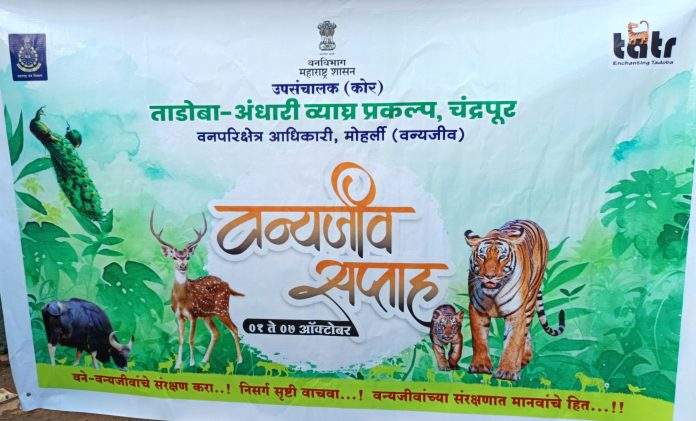 वनविभाग
महाराष्ट्र शासन
tatr
Enchanting Tadoba
उपसंचालक (कोर)
ताडोबा-अंधारी व्याघ्र प्रकल्प, चंद्रपूर
वनपरिक्षेत्र आधिकारी, मोहर्ली (वन्यजीव)
वन्यजीव
सप्ताह
०१ ते ०७ ऑक्टोबर
वने-वन्यजीवांचे संरक्षण करा..! निसर्ग सृष्टी वाचवा...! वन्यजीवांच्या संरक्षणात मानवांचे हित...!!